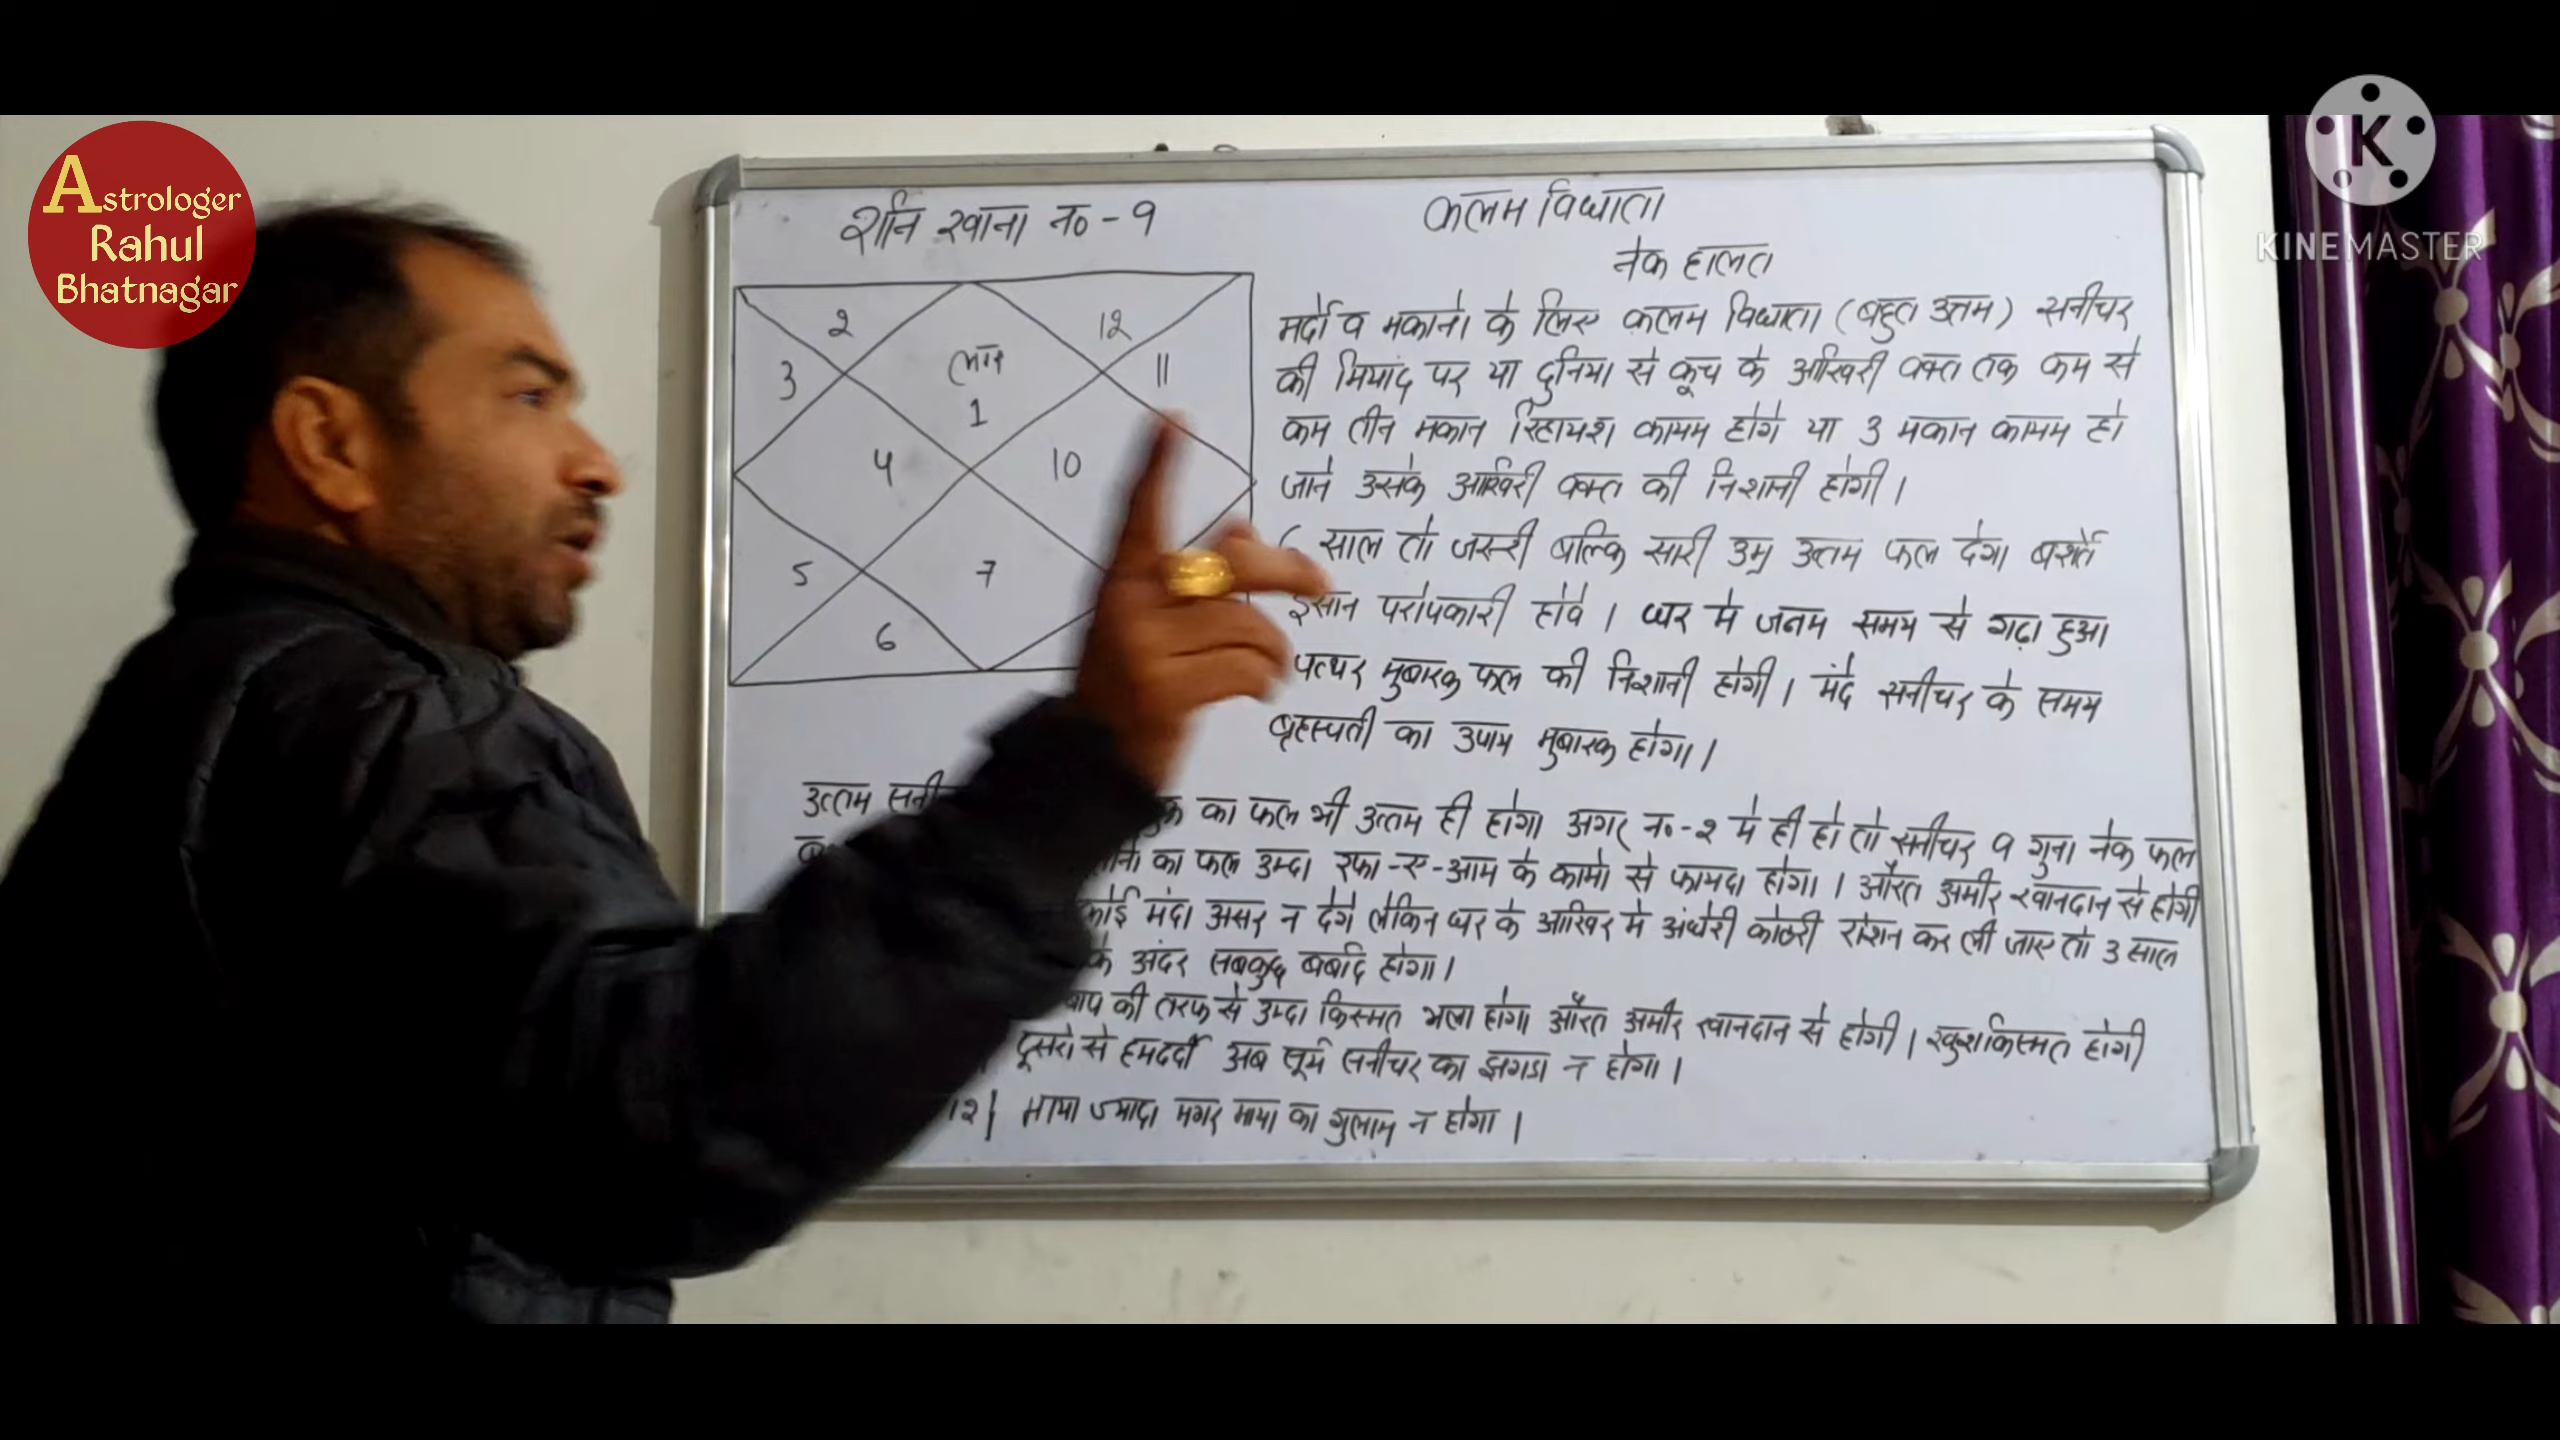 Astrologer
Rahul
Bhatnagar
K
KINEMASTER
शनि खाना न० - 9
कलम विधाता
नेक हालत
2
12
3
लग्न
11
1
4
10
5
7
6
मर्दो व मकानो के लिए कलम विधाता (बहुत उत्तम) सनीचर
की मियांद पर या दुनिया से कूच के आखिरी वक्त तक कम से
कम तीन मकान रिहायश कायम होगे या 3 मकान कायम हो
जाने उसके आखिरी वक्त की निशानी होगी ।
साल तो जरूरी बल्कि सारी उम्र उत्तम फल देगा बशर्ते
इंसान परोपकारी होवे । घर मे जनम समय से गढ़ा हुआ
पत्थर मुबारक फल की निशानी होगी । मंदे सनीचर के समय
बृहस्पती का उपाय मुबारक होगा ।
उत्तम का फल भी उत्तम ही होगा अगर न०-2 मे ही हो तो सनीचर 9 गुना नेक फल
का फल उम्दा रफा-ए-आम के कामो से फायदा होगा । औरत अमीर खानदान से होगी
कोई मंदा असर न देगे लेकिन घर के आखिर मे अंधेरी कोठरी रोशन कर ली जाए तो 3 साल
के अंदर सबकुछ बर्बाद होगा ।
बाप की तरफ से उम्दा किस्मत भला होगा औरत अमीर खानदान से होगी । खुशकिस्मत होगी
दूसरो से हमदर्दी अब सूर्य सनीचर का झगडा न होगा ।
12 | माया ज्यादा मगर माया का गुलाम न होगा ।